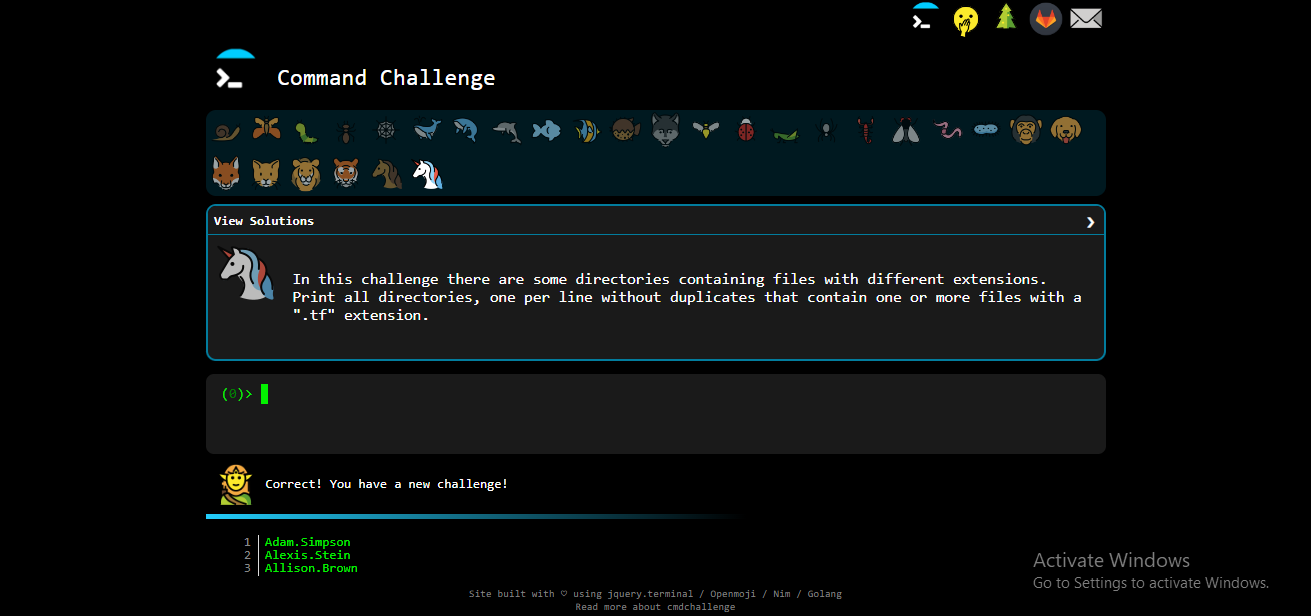 Command Challenge
View Solutions
In this challenge there are some directories containing files with different extensions.
Print all directories, one per line without duplicates that contain one or more files with a
".tf" extension.
(0)>
Correct! You have a new challenge!
1 Adam.Simpson
2 Alexis.Stein
3 Allison.Brown
Activate Windows
Go to Settings to activate Windows.
Site built with ♡ using jquery.terminal / Openmoji / Nim / Golang
Read more about cmdchallenge